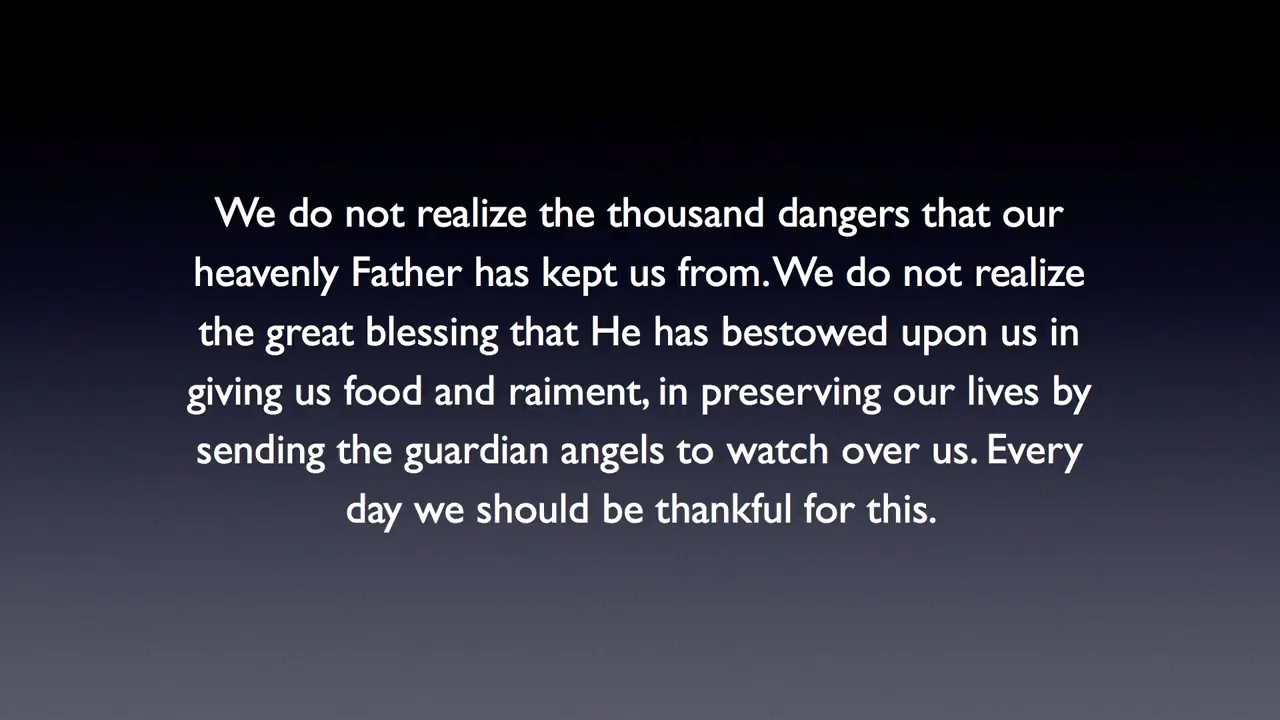 We do not realize the thousand dangers that our
heavenly Father has kept us from. We do not realize
the great blessing that He has bestowed upon us in
giving us food and raiment, in preserving our lives by
sending the guardian angels to watch over us. Every
day we should be thankful for this.